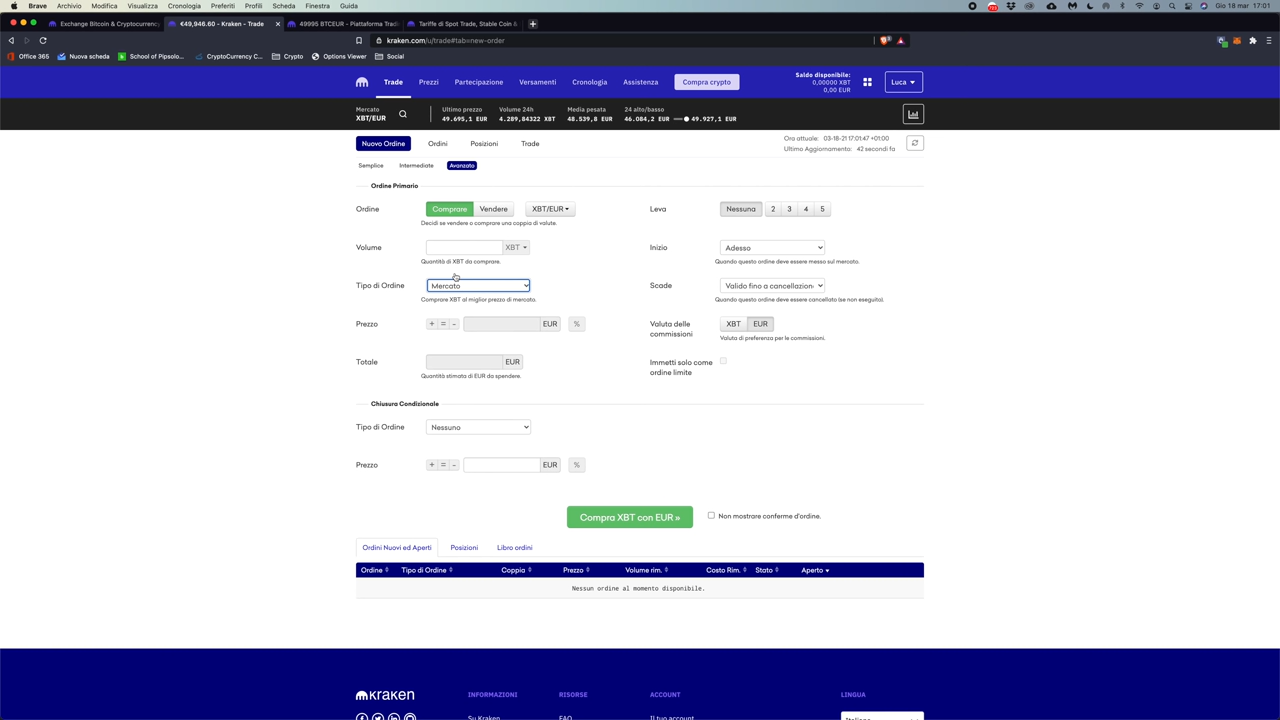 Brave Archivio Modifica Visualizza Cronologia Preferiti Profili Scheda Finestra Guida
Gio 18 mar 17:01
Exchange Bitcoin & Cryptocurrency
€49,946.60 - Kraken - Trade
49995 BTCEUR - Piattaforma Tradi
Tariffe di Spot Trade, Stable Coin &
kraken.com/u/trade#tab=new-order
Office 365 Nuova scheda School of Pipsolo... CryptoCurrency C... Crypto Options Viewer Social
Trade Prezzi Partecipazione Versamenti Cronologia Assistenza Compra crypto
Saldo disponibile:
0,00000 XBT
0,00 EUR
Luca
Mercato
XBT/EUR
Ultimo prezzo
49.695,1 EUR
Volume 24h
4.289,84322 XBT
Media pesata
48.539,8 EUR
24 alto/basso
46.084,2 EUR 49.927,1 EUR
Nuovo Ordine Ordini Posizioni Trade
Ora attuale: 03-18-21 17:01:47 +01:00
Ultimo Aggiornamento: 42 secondi fa
Semplice Intermediate Avanzato
Ordine Primario
Ordine Comprare Vendere XBT/EUR
Decidi se vendere o comprare una coppia di valute.
Leva Nessuna 2 3 4 5
Volume XBT
Quantità di XBT da comprare.
Inizio Adesso
Quando questo ordine deve essere messo sul mercato.
Tipo di Ordine Mercato
Comprare XBT al miglior prezzo di mercato.
Scade Valido fino a cancellazion
Quando questo ordine deve essere cancellato (se non eseguito).
Prezzo + = - EUR %
Valuta delle
commissioni
XBT EUR
Valuta di preferenza per le commissioni.
Totale EUR
Quantità stimata di EUR da spendere.
Immetti solo come
ordine limite
Chiusura Condizionale
Tipo di Ordine Nessuno
Prezzo + = - EUR %
Compra XBT con EUR »
Non mostrare conferme d'ordine.
Ordini Nuovi ed Aperti Posizioni Libro ordini
Ordine Tipo di Ordine Coppia Prezzo Volume rim. Costo Rim. Stato Aperto
Nessun ordine al momento disponibile.
kraken
INFORMAZIONI RISORSE ACCOUNT LINGUA
Su Kraken FAQ Il tuo account Italiano